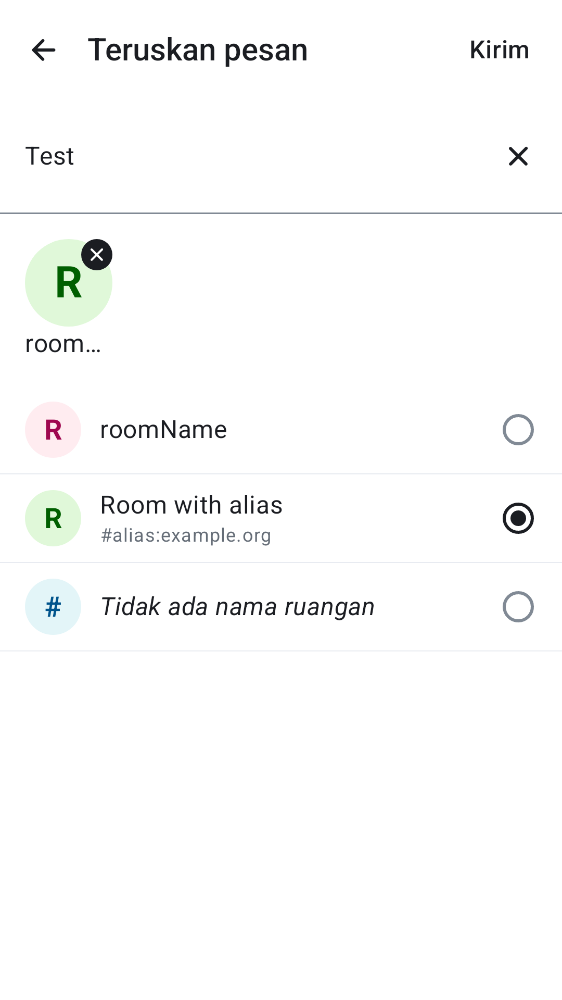 Teruskan pesan
Kirim
Test
R
room…
R
roomName
R
Room with alias
#alias:example.org
#
Tidak ada nama ruangan